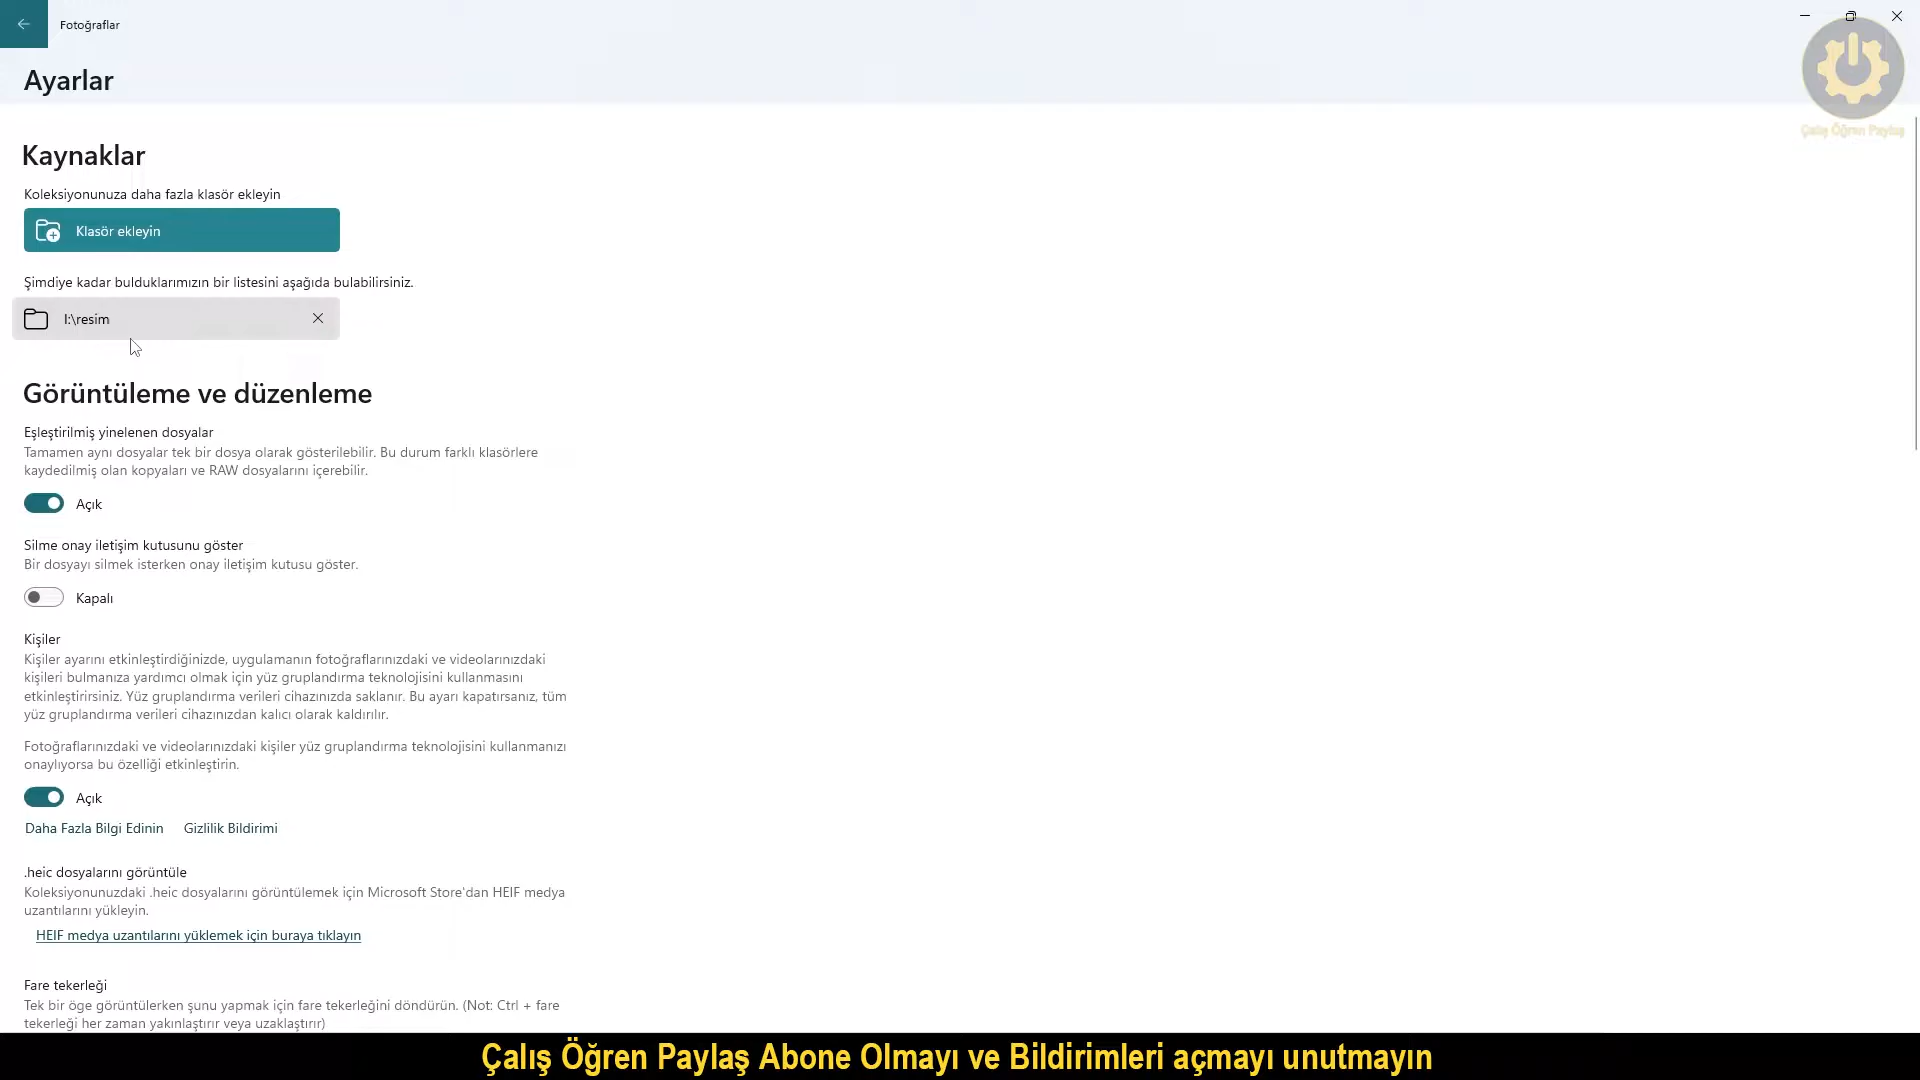 Fotoğraflar
Ayarlar
Çalış Öğren Paylaş
Kaynaklar
Koleksiyonunuza daha fazla klasör ekleyin
Klasör ekleyin
Şimdiye kadar bulduklarımızın bir listesini aşağıda bulabilirsiniz.
I:\resim
Görüntüleme ve düzenleme
Eşleştirilmiş yinelenen dosyalar
Tamamen aynı dosyalar tek bir dosya olarak gösterilebilir. Bu durum farklı klasörlere
kaydedilmiş olan kopyaları ve RAW dosyalarını içerebilir.
Açık
Silme onay iletişim kutusunu göster
Bir dosyayı silmek isterken onay iletişim kutusu göster.
Kapalı
Kişiler
Kişiler ayarını etkinleştirdiğinizde, uygulamanın fotoğraflarınızdaki ve videolarınızdaki
kişileri bulmanıza yardımcı olmak için yüz gruplandırma teknolojisini kullanmasını
etkinleştirirsiniz. Yüz gruplandırma verileri cihazınızda saklanır. Bu ayarı kapatırsanız, tüm
yüz gruplandırma verileri cihazınızdan kalıcı olarak kaldırılır.
Fotoğraflarınızdaki ve videolarınızdaki kişiler yüz gruplandırma teknolojisini kullanmanızı
onaylıyorsa bu özelliği etkinleştirin.
Açık
Daha Fazla Bilgi Edinin Gizlilik Bildirimi
.heic dosyalarını görüntüle
Koleksiyonunuzdaki .heic dosyalarını görüntülemek için Microsoft Store'dan HEIF medya
uzantılarını yükleyin.
HEIF medya uzantılarını yüklemek için buraya tıklayın
Fare tekerleği
Tek bir öge görüntülerken şunu yapmak için fare tekerleğini döndürün. (Not: Ctrl + fare
tekerleği her zaman yakınlaştırır veya uzaklaştırır)
Çalış Öğren Paylaş Abone Olmayı ve Bildirimleri açmayı unutmayın